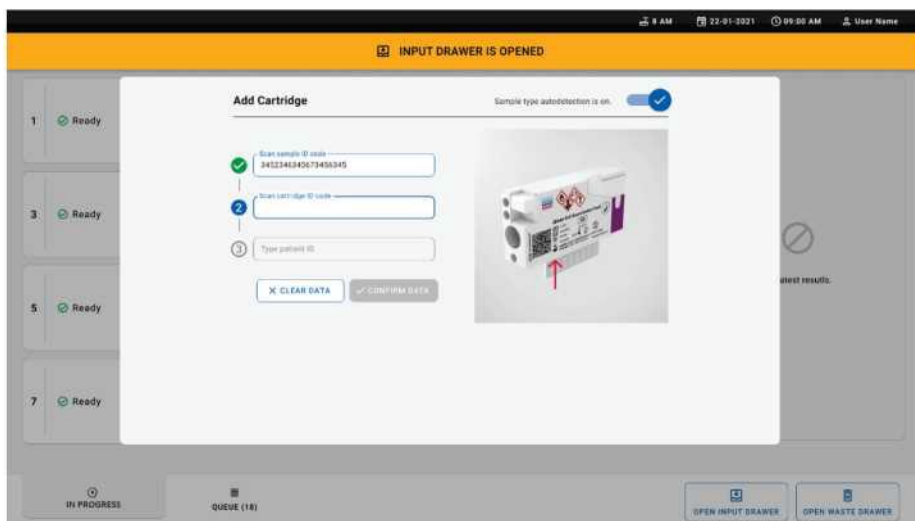 8 AM
22-01-2021
09:00 AM
User Name
INPUT DRAWER IS OPENED
Add Cartridge
Sample type autodetection is on.
1 Ready
3 Ready
5 Ready
7 Ready
Scan sample ID code
3452346345673456345
2
Scan cartridge ID code
3
Type patient ID
CLEAR DATA
CONFIRM DATA
atest results.
IN PROGRESS
QUEUE (18)
OPEN INPUT DRAWER
OPEN WASTE DRAWER